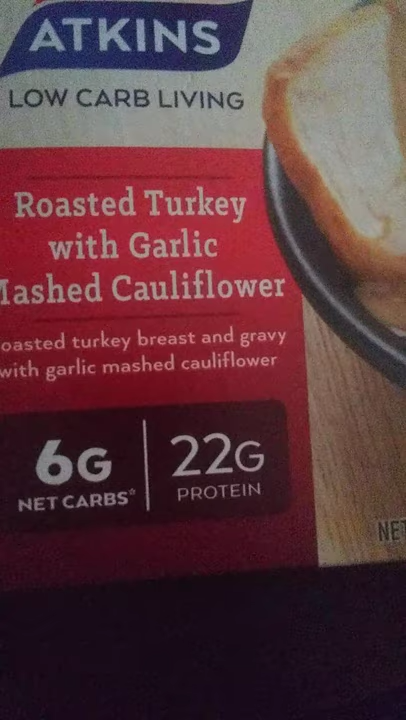 ATKINS
LOW CARB LIVING
Roasted Turkey
with Garlic
Mashed Cauliflower
oasted turkey breast and gravy
with garlic mashed cauliflower
6G
NET CARBS*
22G
PROTEIN
NET